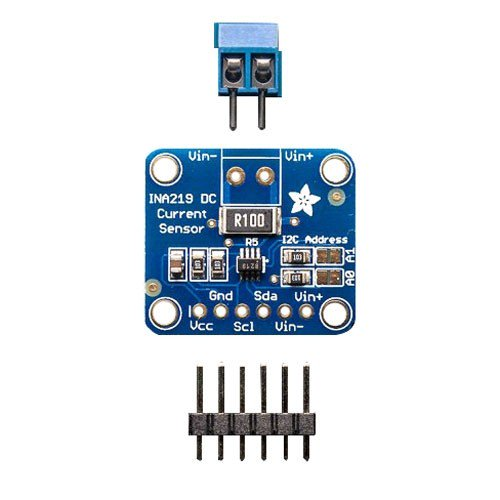 Vin- Vin+
INA219 DC
Current
Sensor
R100
R5
I2C Address
A1
A0
Gnd Sda Vin+
Vcc Scl Vin-